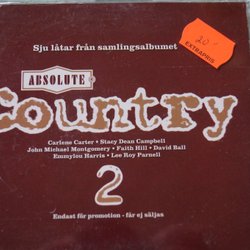 Sju låtar från samlingsalbumet
20:-
EXTRAPRIS
ABSOLUTE
Country
Carlene Carter • Stacy Dean Campbell
John Michael Montgomery • Faith Hill • David Ball
Emmylou Harris • Lee Roy Parnell
2
Endast för promotion - får ej säljas